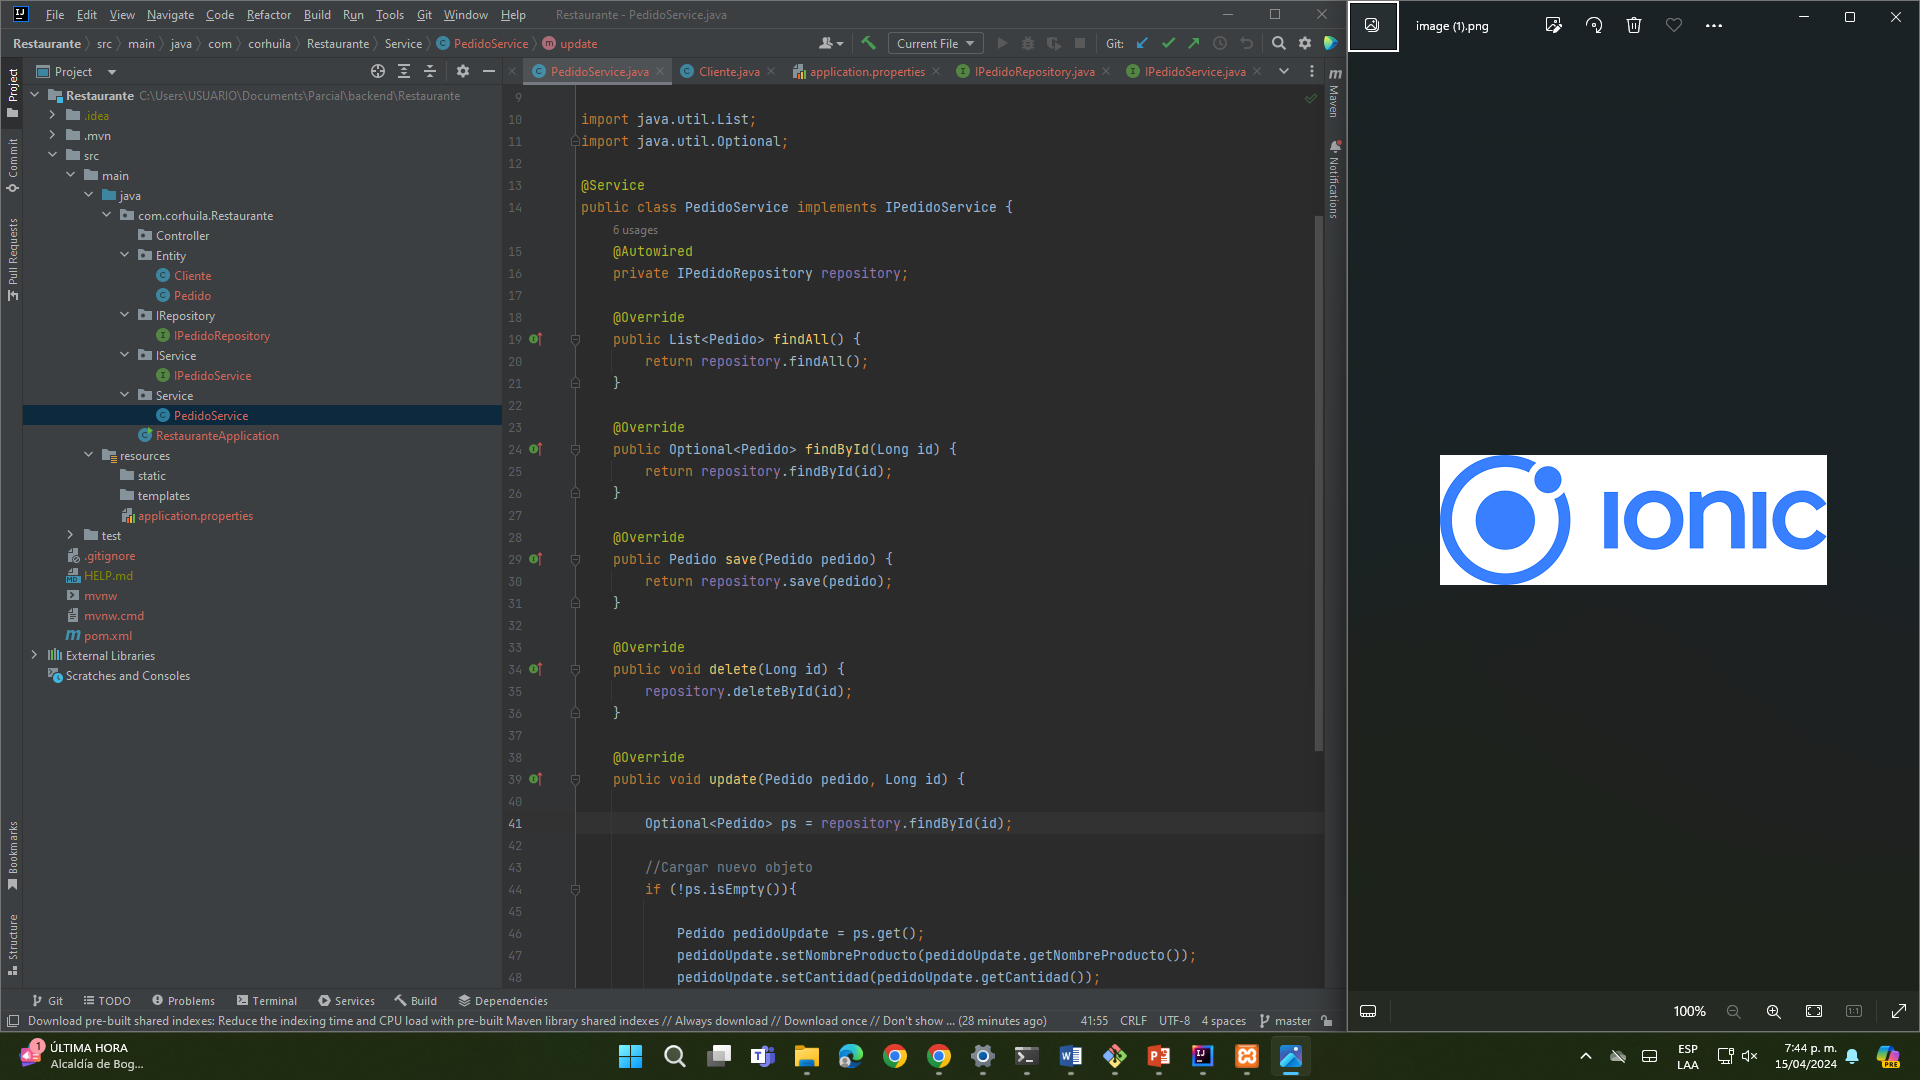 File Edit View Navigate Code Refactor Build Run Tools Git Window Help Restaurante - PedidoService.java
Restaurante src main java com corhuila Restaurante Service PedidoService update
Current File
Git:
Project
PedidoService.java
Cliente.java
application.properties
IPedidoRepository.java
IPedidoService.java
Project
Commit
Pull Requests
Bookmarks
Structure
Restaurante C:\Users\USUARIO\Documents\Parcial\backend\Restaurante
.idea
.mvn
src
main
java
com.corhuila.Restaurante
Controller
Entity
Cliente
Pedido
IRepository
IPedidoRepository
IService
IPedidoService
Service
PedidoService
RestauranteApplication
resources
static
templates
application.properties
test
.gitignore
HELP.md
mvnw
mvnw.cmd
pom.xml
External Libraries
Scratches and Consoles
9
10 import java.util.List;
11 import java.util.Optional;
12
13 @Service
14 public class PedidoService implements IPedidoService {
6 usages
15 @Autowired
16 private IPedidoRepository repository;
17
18 @Override
19 public List<Pedido> findAll() {
20 return repository.findAll();
21 }
22
23 @Override
24 public Optional<Pedido> findById(Long id) {
25 return repository.findById(id);
26 }
27
28 @Override
29 public Pedido save(Pedido pedido) {
30 return repository.save(pedido);
31 }
32
33 @Override
34 public void delete(Long id) {
35 repository.deleteById(id);
36 }
37
38 @Override
39 public void update(Pedido pedido, Long id) {
40
41 Optional<Pedido> ps = repository.findById(id);
42
43 //Cargar nuevo objeto
44 if (!ps.isEmpty()){
45
46 Pedido pedidoUpdate = ps.get();
47 pedidoUpdate.setNombreProducto(pedidoUpdate.getNombreProducto());
48 pedidoUpdate.setCantidad(pedidoUpdate.getCantidad());
Maven
Notifications
Git TODO Problems Terminal Services Build Dependencies
Download pre-built shared indexes: Reduce the indexing time and CPU load with pre-built Maven library shared indexes // Always download // Download once // Don't show ... (28 minutes ago)
41:55 CRLF UTF-8 4 spaces master
image (1).png
IONIC
100%
1
ÚLTIMA HORA
Alcaldía de Bog...
ESP
LAA
7:44 p. m.
15/04/2024
PRE